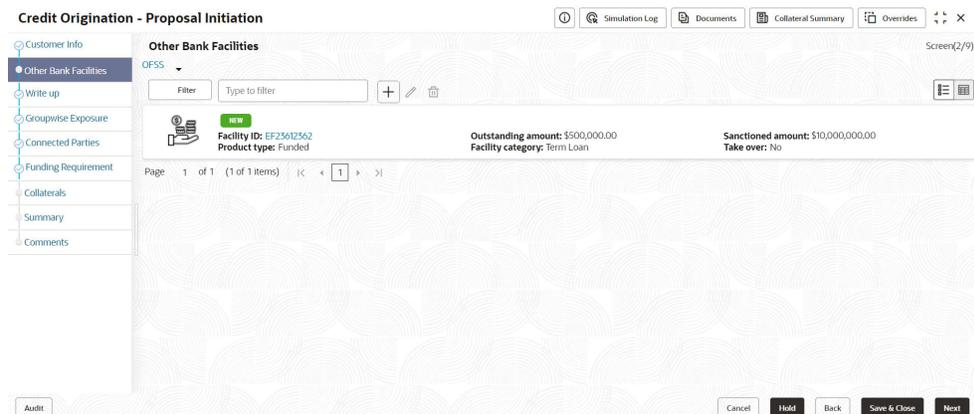 Credit Origination - Proposal Initiation
Simulation Log
Documents
Collateral Summary
Overrides
Customer Info
Other Bank Facilities
Write up
Groupwise Exposure
Connected Parties
Funding Requirement
Collaterals
Summary
Comments
Other Bank Facilities
Screen(2/9)
OFSS
Filter
Type to filter
NEW
Facility ID: EF23612362
Product type: Funded
Outstanding amount: $500,000.00
Facility category: Term Loan
Sanctioned amount: $10,000,000.00
Take over: No
Page 1 of 1 (1 of 1 items) 1
Audit
Cancel
Hold
Back
Save & Close
Next